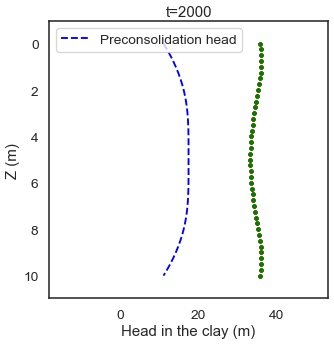 t=2000
Preconsolidation head
0
2
4
6
8
10
Z (m)
0 20 40
Head in the clay (m)